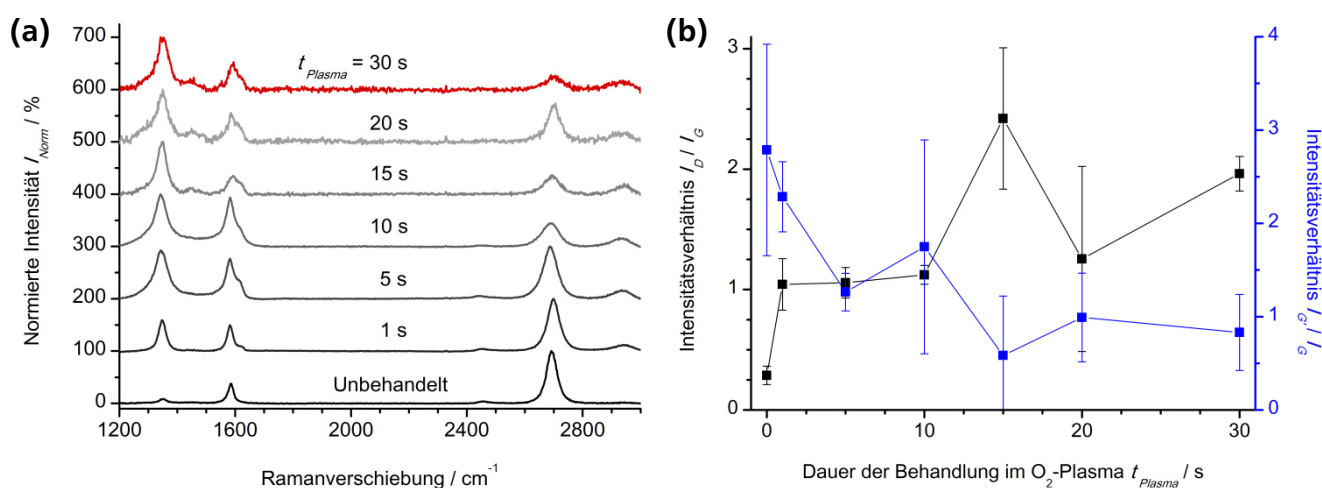 (a)
Normierte Intensität I_Norm / %
700
600
500
400
300
200
100
0
t_Plasma = 30 s
20 s
15 s
10 s
5 s
1 s
Unbehandelt
1200 1600 2000 2400 2800
Ramanverschiebung / cm⁻¹
(b)
Intensitätsverhältnis I_D / I_G
3
2
1
0
4
3
2
1
0
Intensitätsverhältnis I_G' / I_G
0 10 20 30
Dauer der Behandlung im O₂-Plasma t_Plasma / s